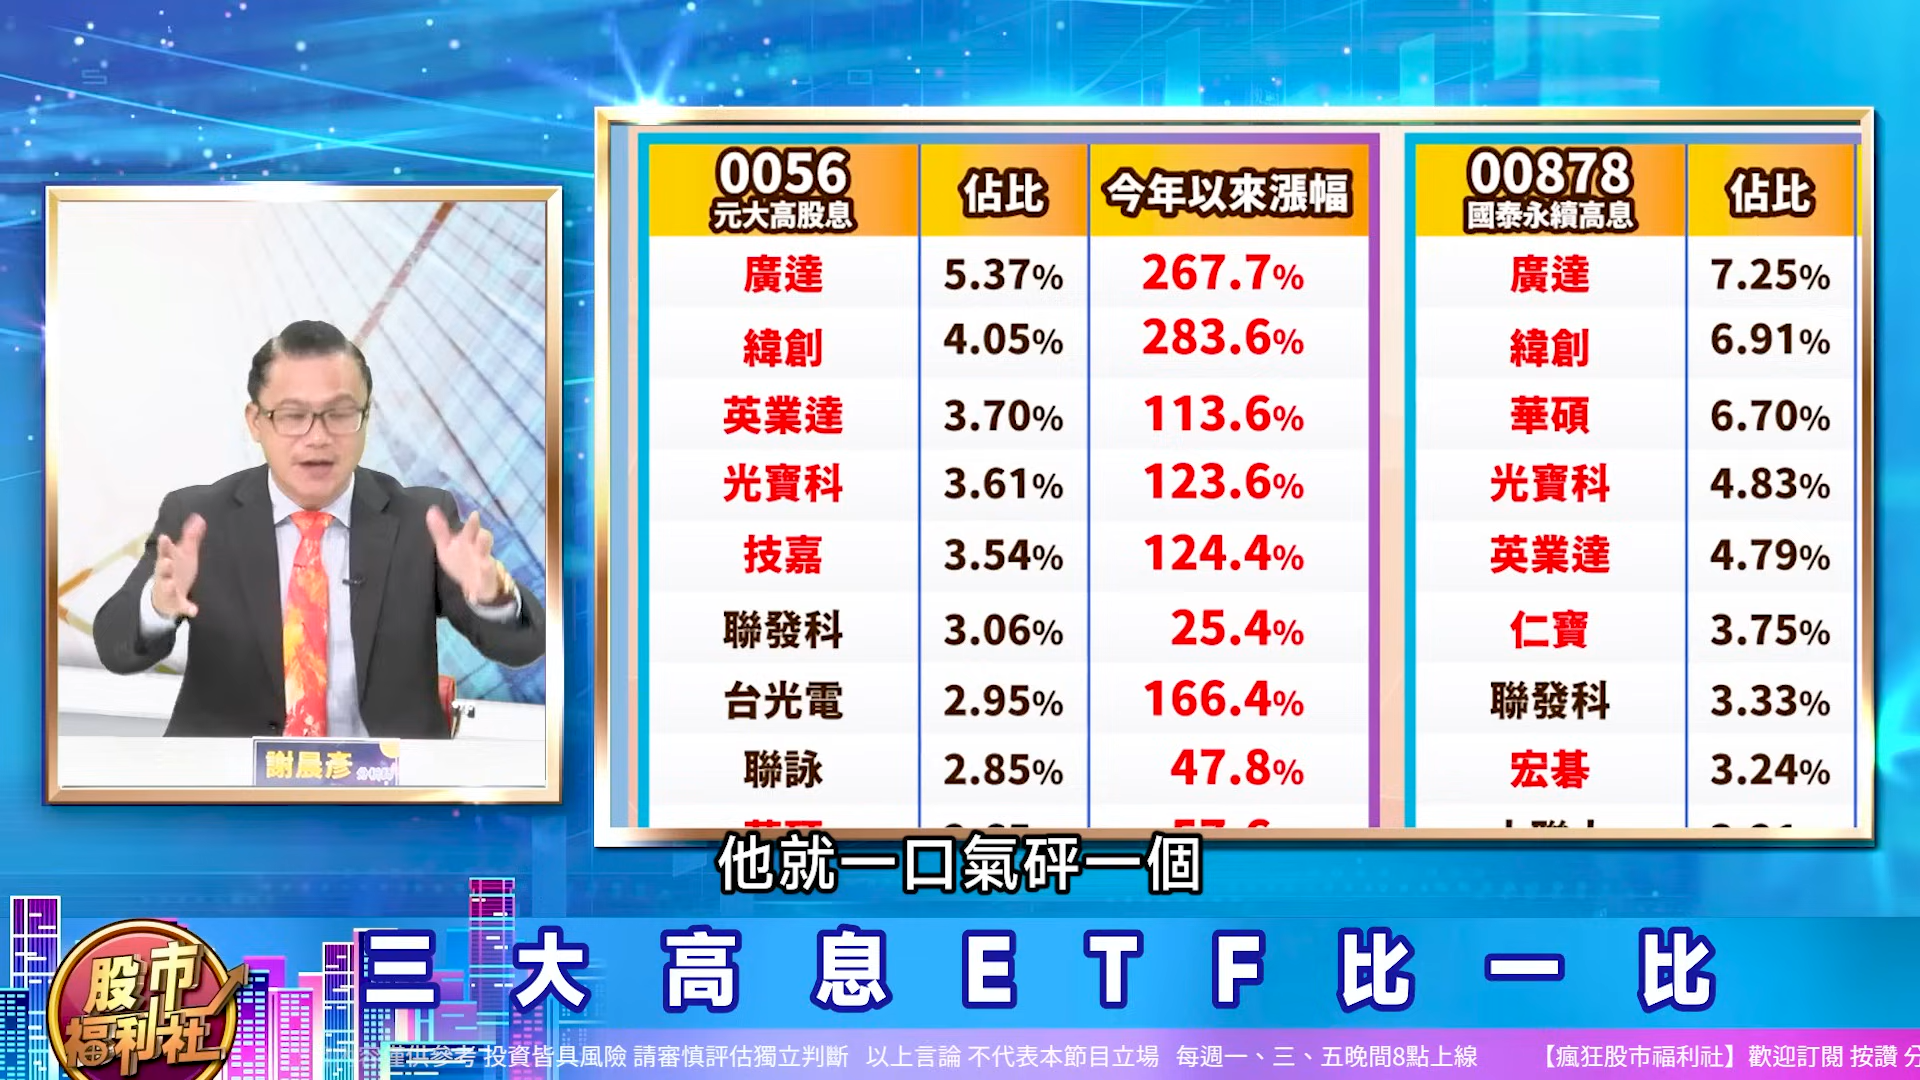 0056
元大高股息
佔比
今年以來漲幅
廣達 5.37% 267.7%
緯創 4.05% 283.6%
英業達 3.70% 113.6%
光寶科 3.61% 123.6%
技嘉 3.54% 124.4%
聯發科 3.06% 25.4%
台光電 2.95% 166.4%
聯詠 2.85% 47.8%
00878
國泰永續高息
佔比
廣達 7.25%
緯創 6.91%
華碩 6.70%
光寶科 4.83%
英業達 4.79%
仁寶 3.75%
聯發科 3.33%
宏碁 3.24%
謝晨彥
分析師
他就一口氣砰一個
三大高息ETF比一比
股市
福利社
僅供參考 投資皆具風險 請審慎評估獨立判斷 以上言論 不代表本節目立場 每週一、三、五晚間8點上線 【瘋狂股市福利社】歡迎訂閱 按讚 分